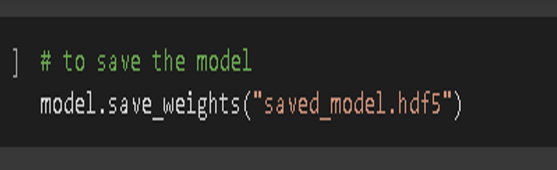 ] # to save the model
model.save_weights("saved_model.hdf5")